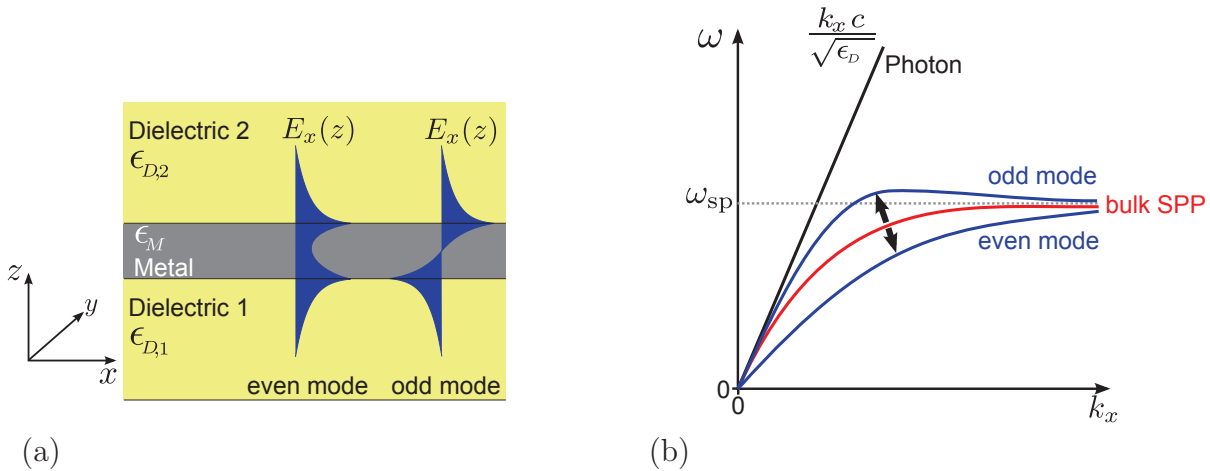 Dielectric 2
ϵ_{D,2}
E_x(z)
E_x(z)
ϵ_M
Metal
Dielectric 1
ϵ_{D,1}
even mode
odd mode
z
y
x
(a)
ω
k_x c
√ϵ_D
Photon
ω_sp
odd mode
bulk SPP
even mode
0
0
k_x
(b)